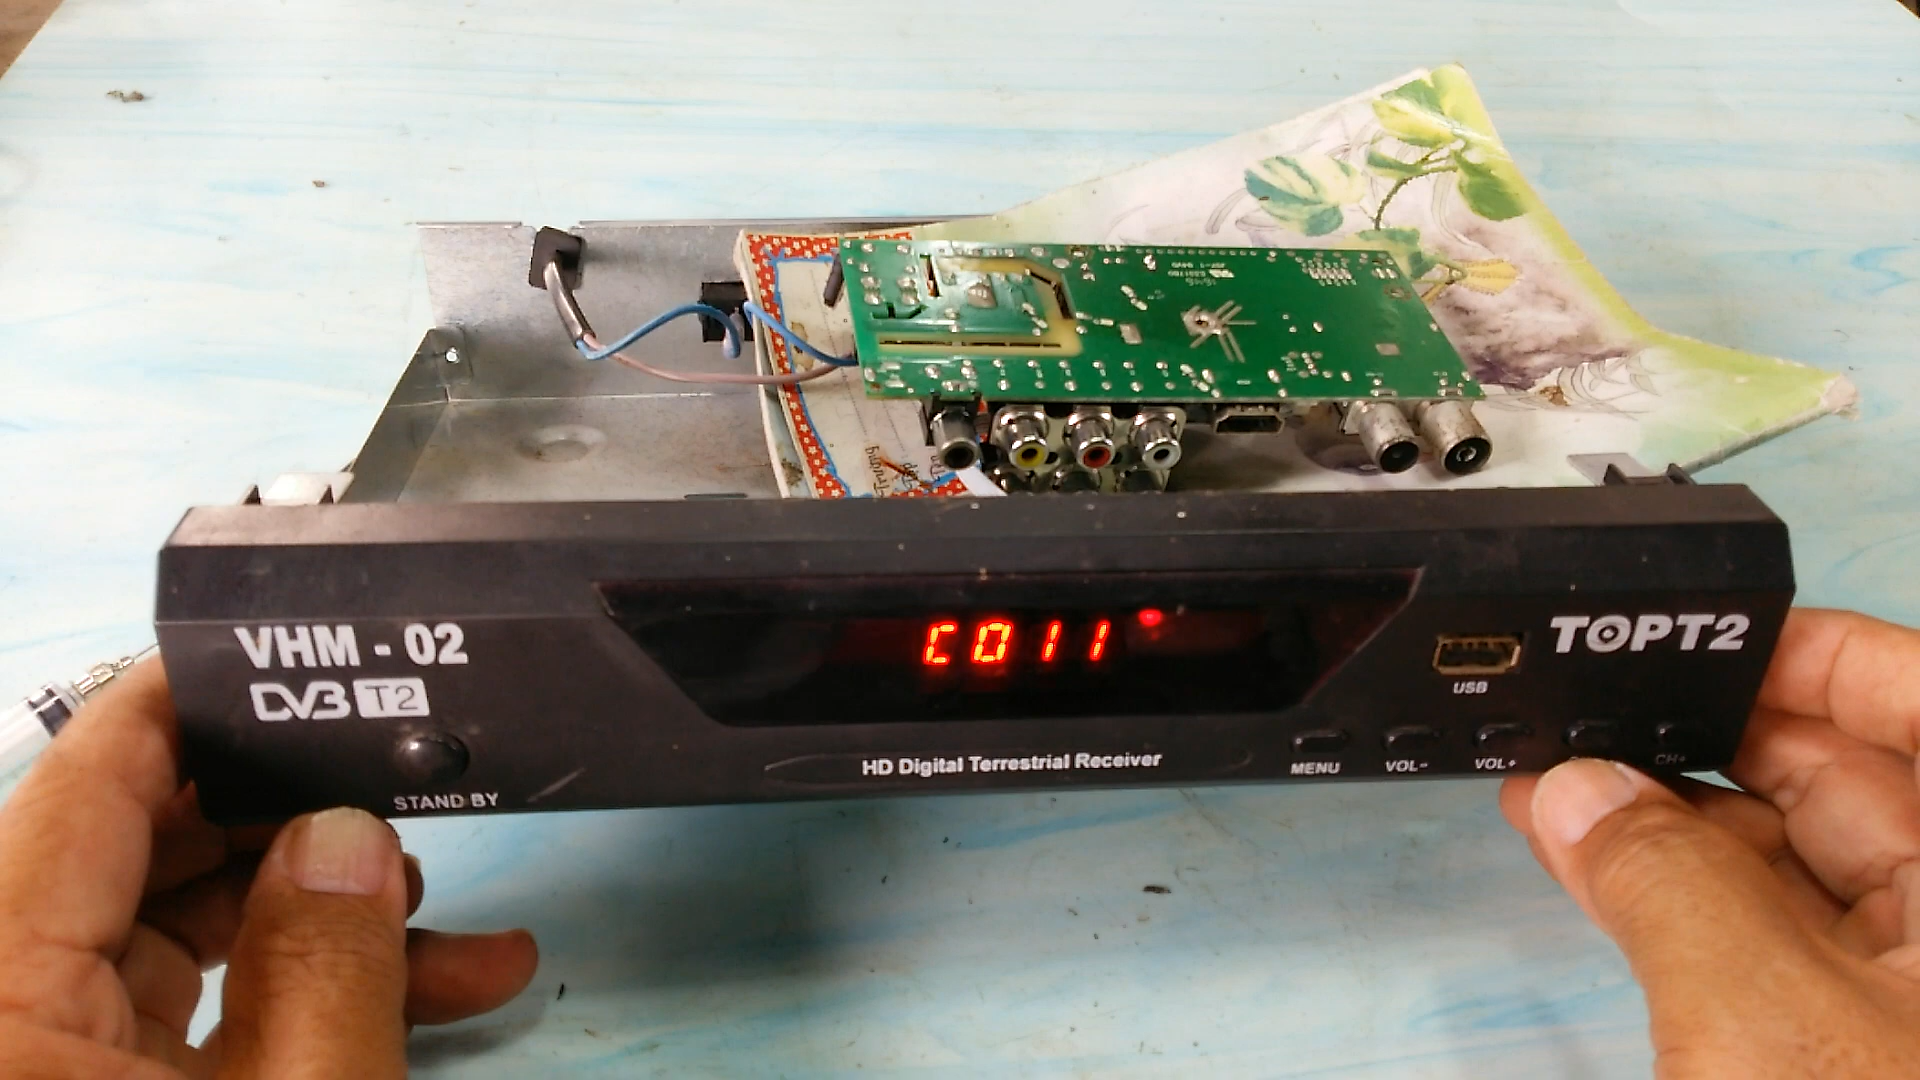 VHM - 02
DVB T2
STAND BY
C011
HD Digital Terrestrial Receiver
TOPT2
USB
MENU
VOL-
VOL+
CH+